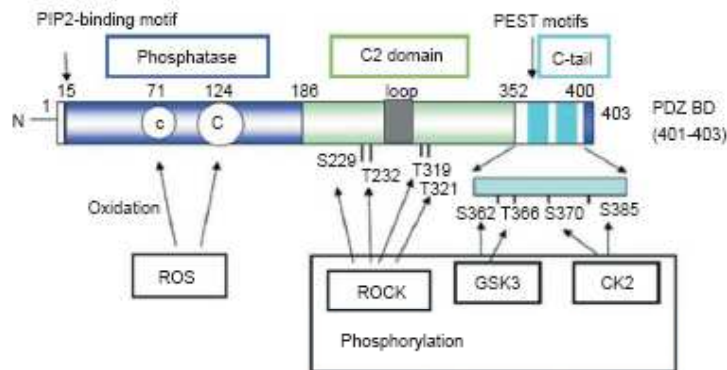 PIP2-binding motif
PEST motifs
Phosphatase
C2 domain
C-tail
15 71 124 186 loop 352 400
1
N
c
C
403
PDZ BD
(401-403)
S229
T232
T319
T321
S362 T366 S370 S385
Oxidation
ROS
ROCK
GSK3
CK2
Phosphorylation